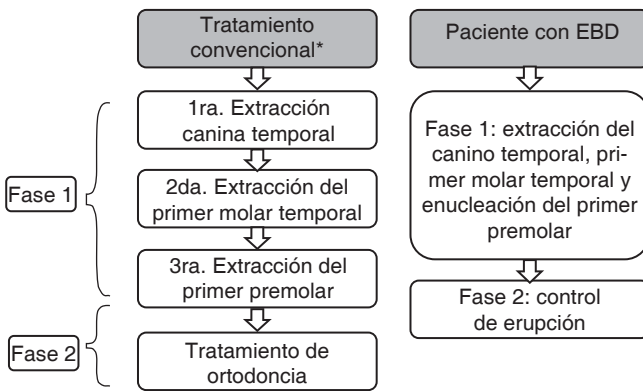 Tratamiento
convencional*
1ra. Extracción
canina temporal
2da. Extracción del
primer molar temporal
3ra. Extracción del
primer premolar
Tratamiento de
ortodoncia
Fase 1
Fase 2
Paciente con EBD
Fase 1: extracción del
canino temporal, pri-
mer molar temporal y
enucleación del primer
premolar
Fase 2: control
de erupción